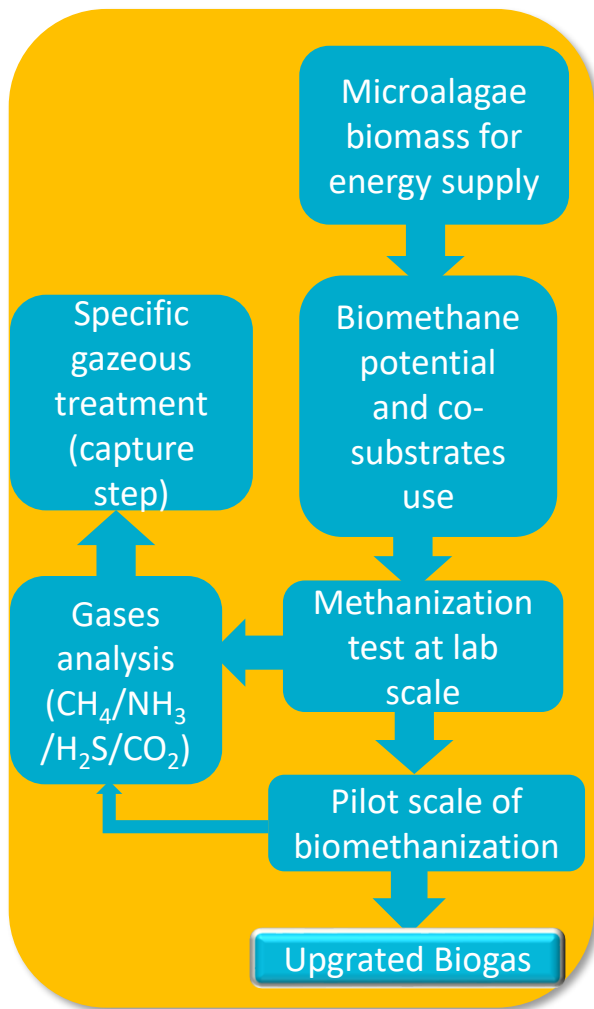 Microalagae
biomass for
energy supply
Biomethane
potential
and co-
substrates
use
Specific
gazeous
treatment
(capture
step)
Methanization
test at lab
scale
Gases
analysis
(CH₄/NH₃
/H₂S/CO₂)
Pilot scale of
biomethanization
Upgrated Biogas